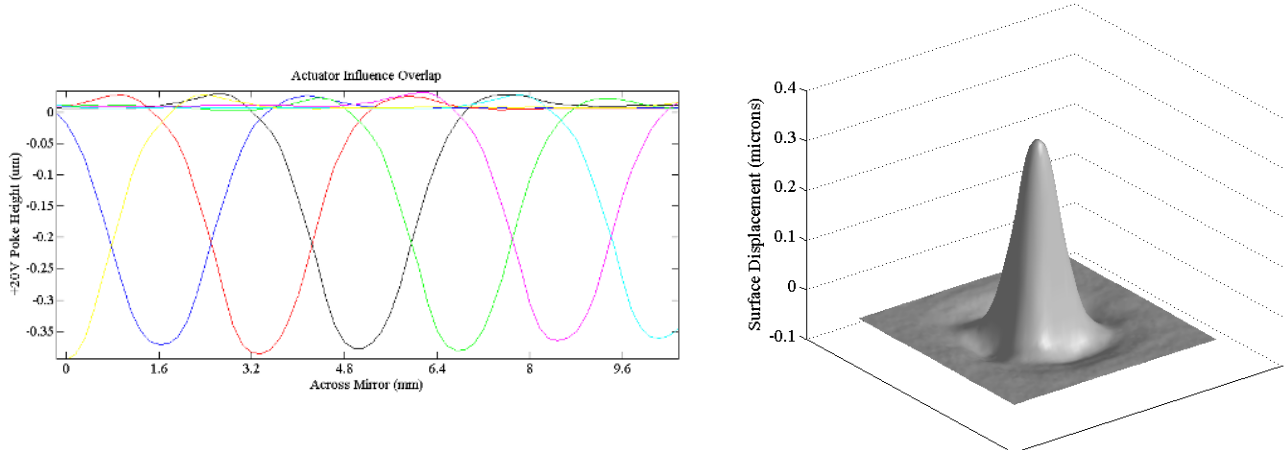 Actuator Influence Overlap
0
-0.05
-0.1
-0.15
-0.2
-0.25
-0.3
-0.35
+20V Poke Height (um)
0 1.6 3.2 4.8 6.4 8 9.6
Across Mirror (mm)
0.4
0.3
0.2
0.1
0
-0.1
Surface Displacement (microns)